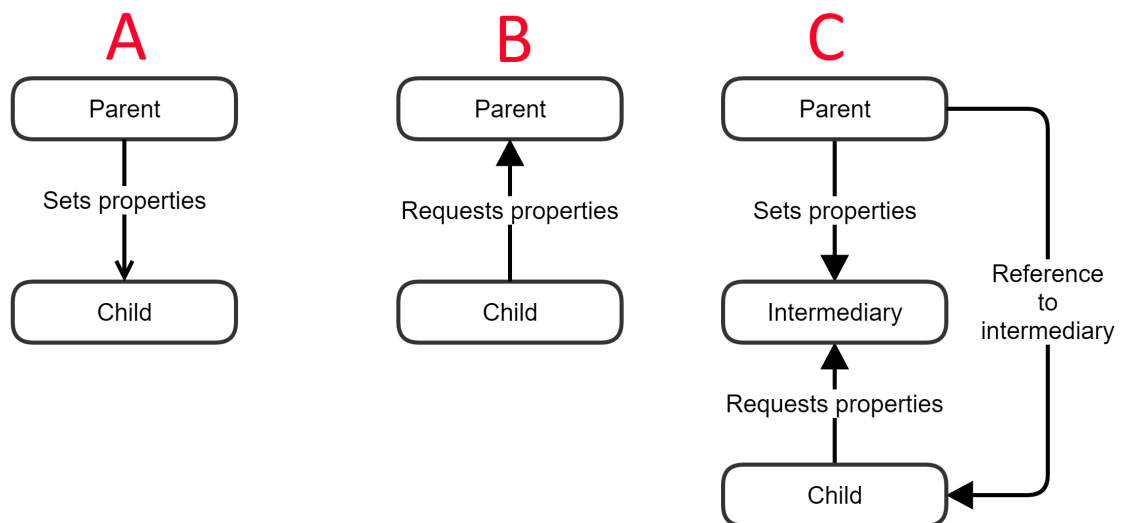 A
Parent
Sets properties
Child
B
Parent
Requests properties
Child
C
Parent
Sets properties
Intermediary
Requests properties
Child
Reference
to
intermediary